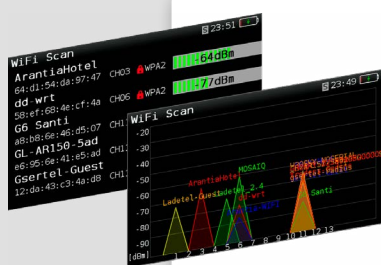 S 23:51
WiFi Scan
ArantiaHotel
64:d1:54:da:97:47 CH03 WPA2 -64dBm
dd-wrt
58:ef:68:4e:cf:4a CH06 WPA2 -77dBm
G6 Santi
a8:b8:6e:46:d5:07
GL-AR150-5ad
e6:95:6e:41:e5:ad
Gsertel-Guest
12:da:43:c3:4a:d8
S 23:49
WiFi Scan
-20
-30
-40
-50
-60
-70
-80
-90
[dBm]
MOSAIQ
ArantiaHotel
Ladetel-Guest
Ladetel_2.4
dd-wrt
Santi
1 2 3 4 5 6 7 8 9 10 11 12 13